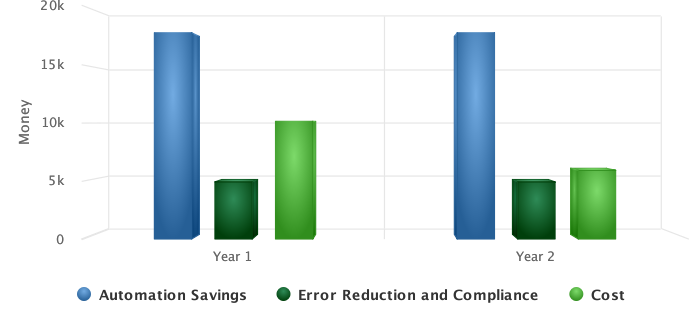 20k
15k
10k
5k
0
Money
Year 1
Year 2
Automation Savings
Error Reduction and Compliance
Cost